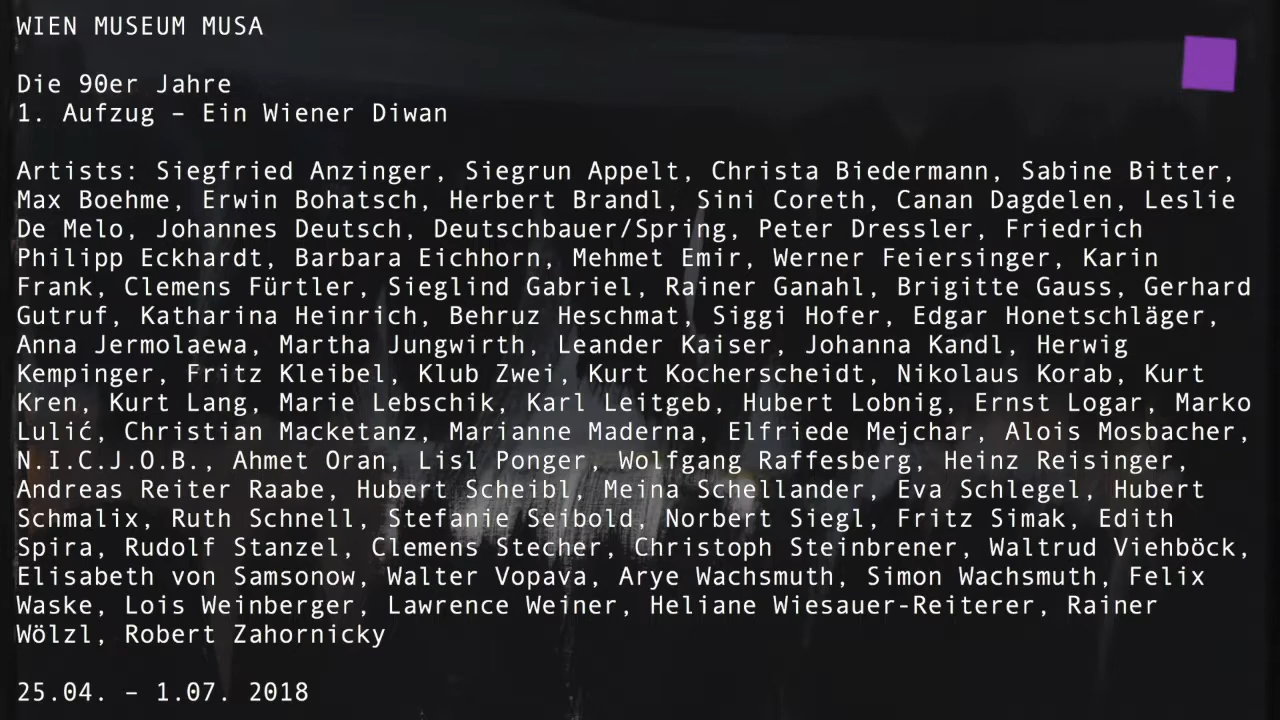 WIEN MUSEUM MUSA
Die 90er Jahre
1. Aufzug – Ein Wiener Diwan
Artists: Siegfried Anzinger, Siegrun Appelt, Christa Biedermann, Sabine Bitter,
Max Boehme, Erwin Bohatsch, Herbert Brandl, Sini Coreth, Canan Dagdelen, Leslie
De Melo, Johannes Deutsch, Deutschbauer/Spring, Peter Dressler, Friedrich
Philipp Eckhardt, Barbara Eichhorn, Mehmet Emir, Werner Feiersinger, Karin
Frank, Clemens Fürtler, Sieglind Gabriel, Rainer Ganahl, Brigitte Gauss, Gerhard
Gutruf, Katharina Heinrich, Behruz Heschmat, Siggi Hofer, Edgar Honetschläger,
Anna Jermolaewa, Martha Jungwirth, Leander Kaiser, Johanna Kandl, Herwig
Kempinger, Fritz Kleibel, Klub Zwei, Kurt Kocherscheidt, Nikolaus Korab, Kurt
Kren, Kurt Lang, Marie Lebschik, Karl Leitgeb, Hubert Lobnig, Ernst Logar, Marko
Lulić, Christian Macketanz, Marianne Maderna, Elfriede Mejchar, Alois Mosbacher,
N.I.C.J.O.B., Ahmet Oran, Lisl Ponger, Wolfgang Raffesberg, Heinz Reisinger,
Andreas Reiter Raabe, Hubert Scheibl, Meina Schellander, Eva Schlegel, Hubert
Schmalix, Ruth Schnell, Stefanie Seibold, Norbert Siegl, Fritz Simak, Edith
Spira, Rudolf Stanzel, Clemens Stecher, Christoph Steinbrener, Waltrud Viehböck,
Elisabeth von Samsonow, Walter Vopava, Arye Wachsmuth, Simon Wachsmuth, Felix
Waske, Lois Weinberger, Lawrence Weiner, Heliane Wiesauer-Reiterer, Rainer
Wölzl, Robert Zahornicky
25.04. – 1.07. 2018